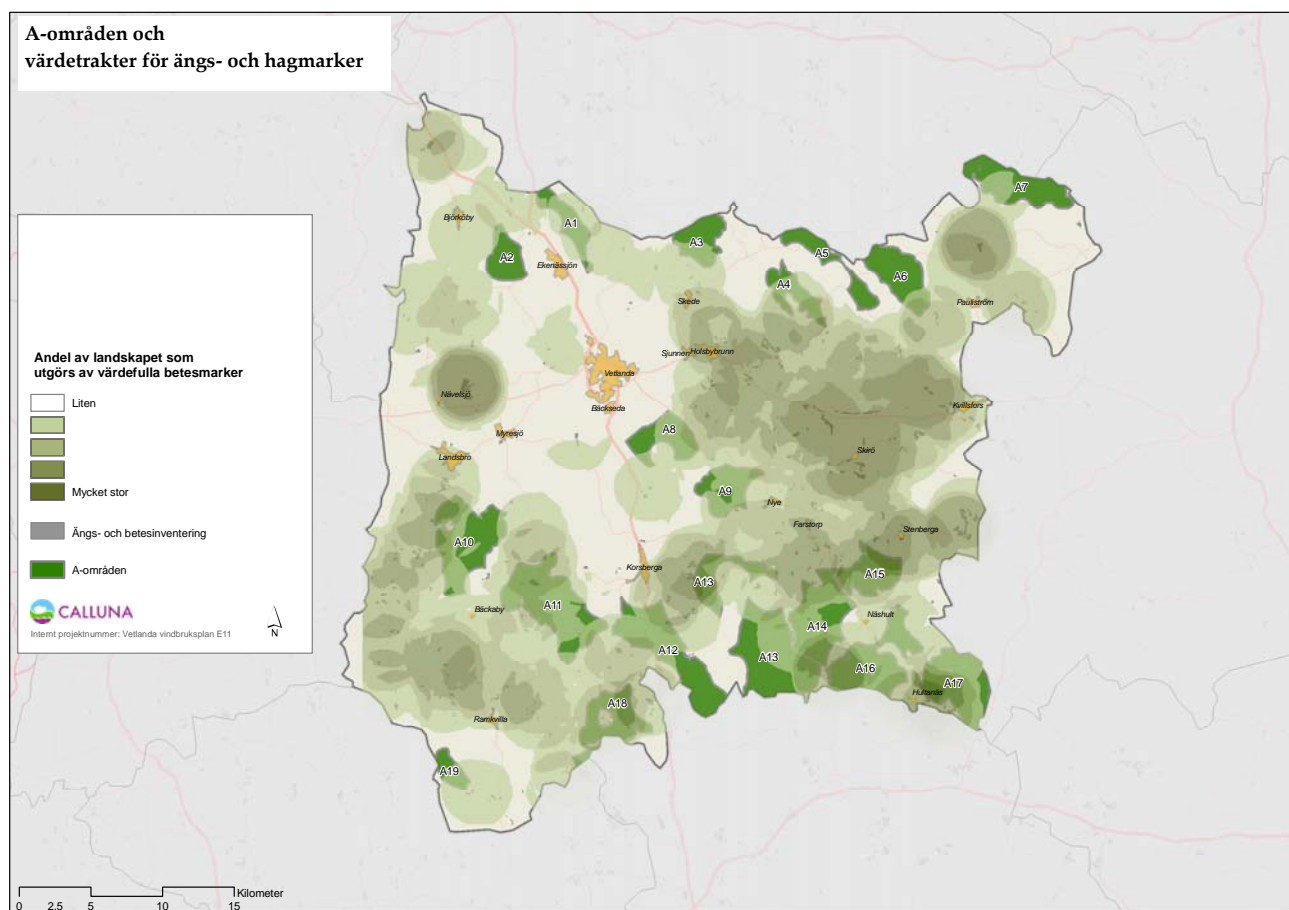 A-områden och
värdetrakter för ängs- och hagmarker
Andel av landskapet som
utgörs av värdefulla betesmarker
Liten
Mycket stor
Ängs- och betesinventering
A-områden
CALLUNA
Internt projektnummer: Vetlanda vindbruksplan E11
N
A7
Björköby
A1
A3
A2
A5
Ekenässjön
A6
A4
Skede
Pauliström
Sjunnen
Holsbybrunn
Vetlanda
Nävelsjö
Bäckseda
Kvillsfors
A8
Myresjö
Landsbro
Skirö
A9
Nye
Farstorp
Stenberga
A10
Korsberga
A15
A13
A11
Bäckaby
Näshult
A14
A12
A13
A16
A17
Hultanäs
A18
Ramkvilla
A19
Kilometer
0 2,5 5 10 15